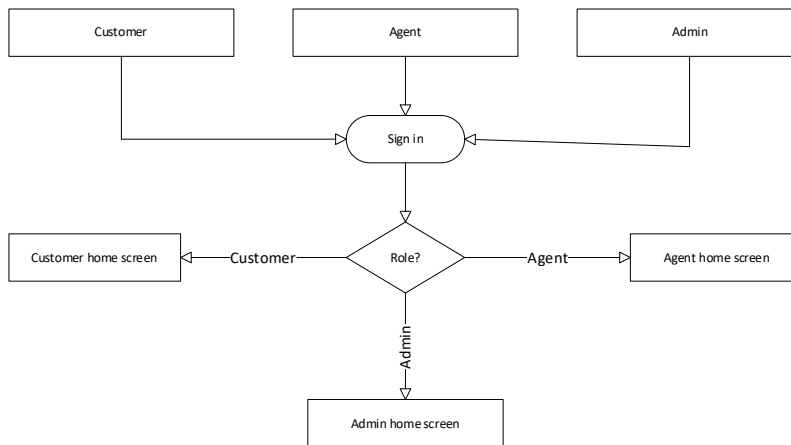 Customer
Agent
Admin
Sign in
Customer home screen
Customer
Role?
Agent
Agent home screen
Admin
Admin home screen